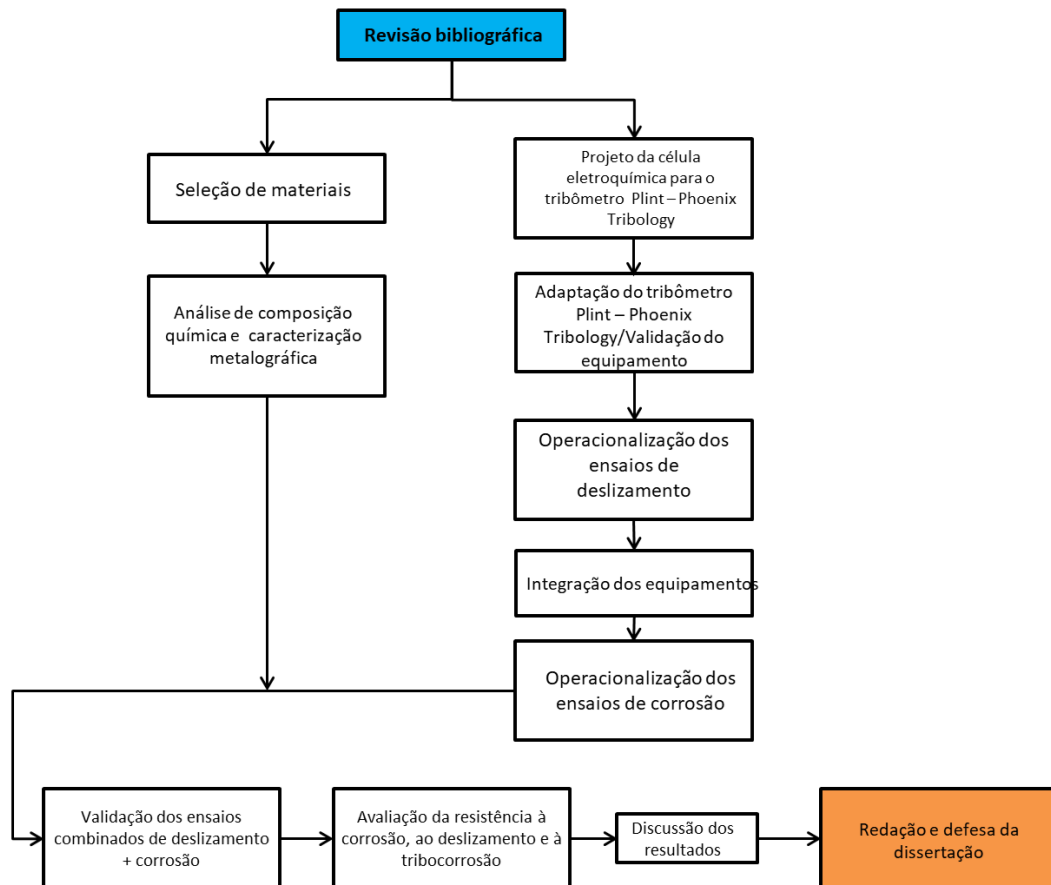 Revisão bibliográfica
Seleção de materiais
Projeto da célula
eletroquímica para o
tribômetro Plint – Phoenix
Tribology
Análise de composição
química e caracterização
metalográfica
Adaptação do tribômetro
Plint – Phoenix
Tribology/Validação do
equipamento
Operacionalização dos
ensaios de
deslizamento
Integração dos equipamentos
Operacionalização dos
ensaios de corrosão
Validação dos ensaios
combinados de deslizamento
+ corrosão
Avaliação da resistência à
corrosão, ao deslizamento e à
tribocorrosão
Discussão dos
resultados
Redação e defesa da
dissertação